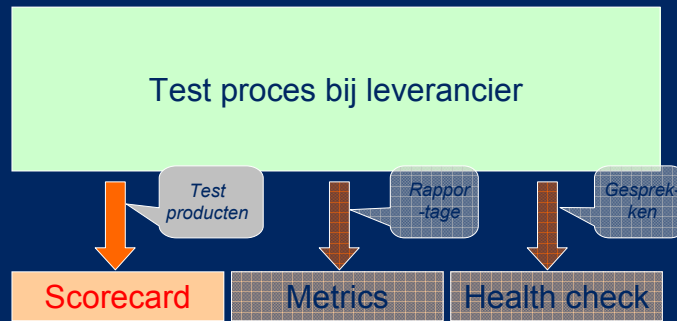 Test proces bij leverancier
Test
producten
Rappor
-tage
Gesprek-
ken
Scorecard
Metrics
Health check